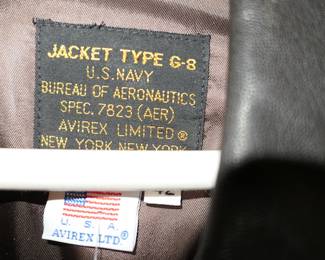 JACKET TYPE G-8
U.S. NAVY
BUREAU OF AERONAUTICS
SPEC. 7823 (AER)
AVIREX LIMITED®
NEW YORK, NEW YORK
U. S. A.
AVIREX LTD®